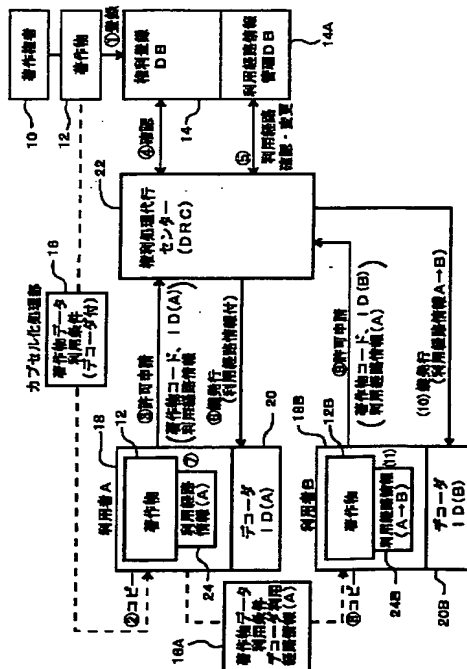 著作権者
10
著作物
12
①登録
権利登録
DB
利用経路情報
管理DB
14
14A
④確認
⑤
利用経路
確認・変更
22
権利処理代行
センター
(DRC)
カプセル化処理部
16
著作物データ
利用条件
(デコーダ付)
③許可申請
(著作物コード、ID(A)
利用経路情報)
⑥鍵発行
(利用経路情報付)
⑨許可申請
(著作物コード、ID(B)
利用経路情報(A))
(10)鍵発行
(利用経路情報A→B)
②コピー
利用者A
18
12
著作物
⑦
利用経路
情報(A)
24
デコーダ
ID(A)
20
16A
著作物データ
利用条件
デコーダ利用
経路情報(A)
⑧コピー
利用者B
18B
12B
著作物
(11)
利用経路情報
(A→B)
24B
デコーダ
ID(B)
20B